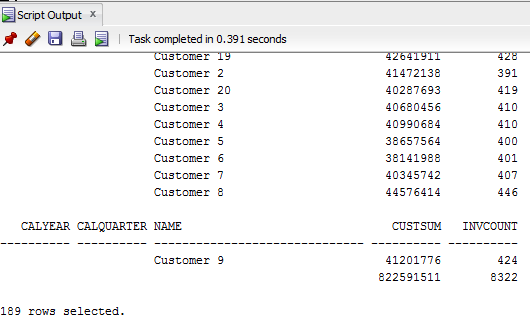 Script Output x
Task completed in 0.391 seconds
Customer 19 42641911 428
Customer 2 41472138 391
Customer 20 40287693 419
Customer 3 40680456 410
Customer 4 40990684 410
Customer 5 38657564 400
Customer 6 38141988 401
Customer 7 40345742 407
Customer 8 44576414 446
CALYEAR CALQUARTER NAME CUSTSUM INVCOUNT
---------- ---------- ------------------------------ ---------- ----------
Customer 9 41201776 424
822591511 8322
189 rows selected.